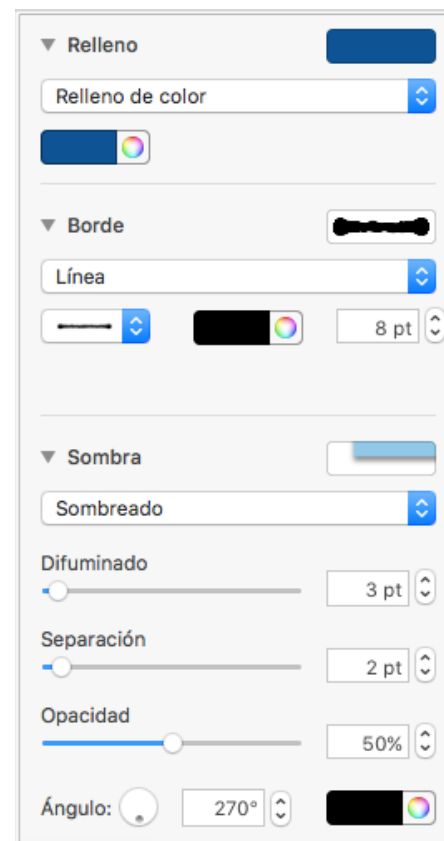 Relleno
Relleno de color
Borde
Línea
8 pt
Sombra
Sombreado
Difuminado
3 pt
Separación
2 pt
Opacidad
50%
Ángulo: 270°